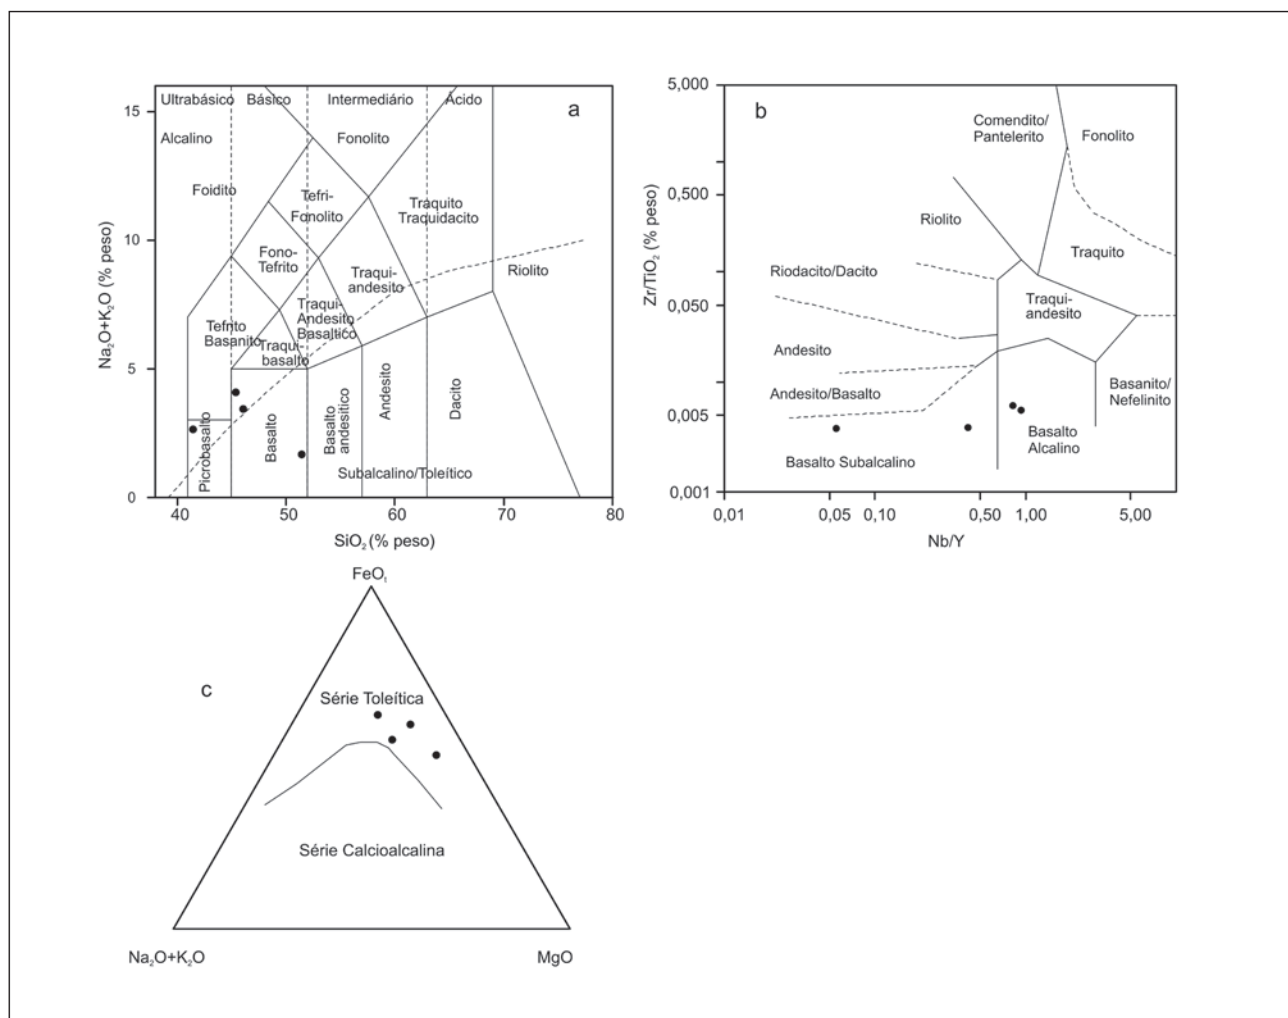 a
Ultrabásico Básico Intermediário Ácido
Alcalino
Fonolito
Foidito
Tefri-
Fonolito
Traquito
Traquidacito
Fono-
Tefrito
Traqui-
andesito
Riolito
Traqui-
Andesito
Basaltico
Tefrito
Basanito
Traqui-
basalto
Picrobasalto
Basalto
Basalto
andesítico
Andesito
Dacito
Subalcalino/Toleítico
15
10
5
0
40 50 60 70 80
Na₂O+K₂O (% peso)
SiO₂ (% peso)
b
Comendito/
Pantelerito
Fonolito
Riolito
Traquito
Riodacito/Dacito
Traqui-
andesito
Andesito
Andesito/Basalto
Basanito/
Nefelinito
Basalto
Alcalino
Basalto Subalcalino
5,000
0,500
0,050
0,005
0,001
0,01 0,05 0,10 0,50 1,00 5,00
Zr/TiO₂ (% peso)
Nb/Y
c
FeOₜ
Série Toleítica
Série Calcioalcalina
Na₂O+K₂O MgO